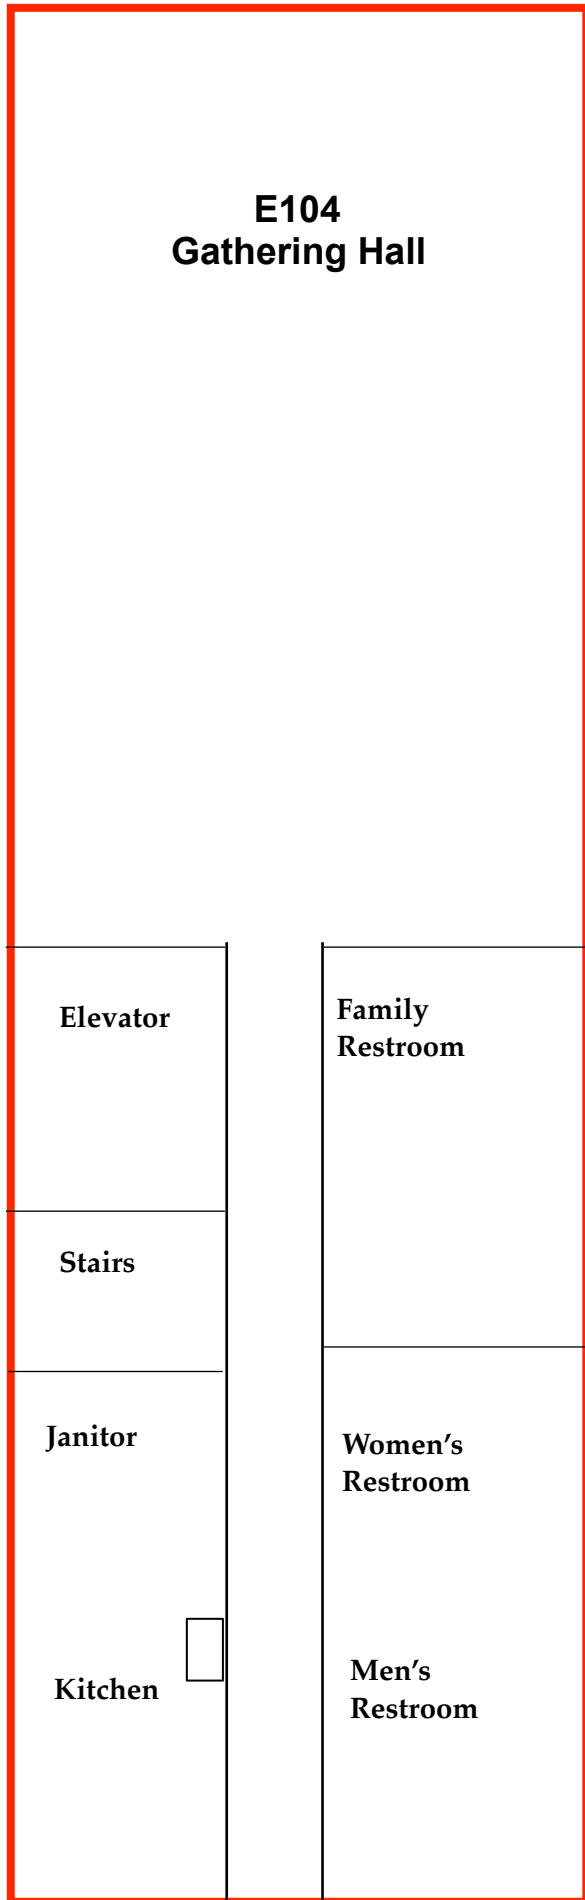 E104
Gathering Hall
Elevator
Family
Restroom
Stairs
Janitor
Women’s
Restroom
Kitchen
Men’s
Restroom